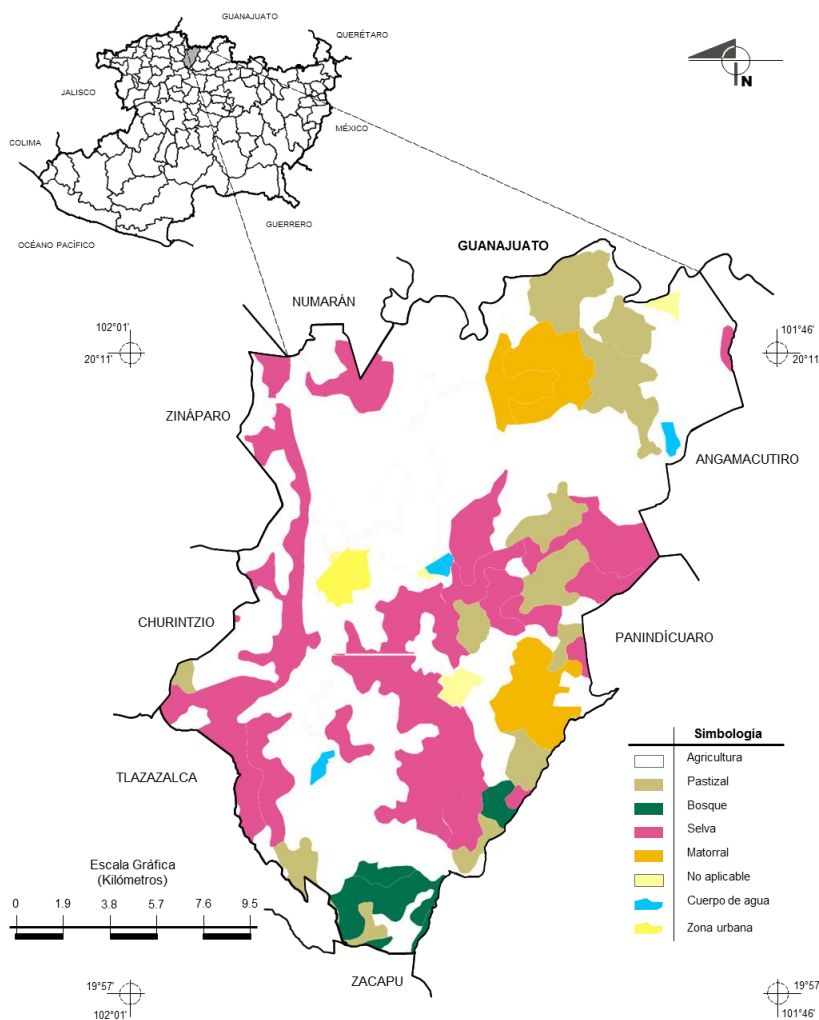 GUANAJUATO
QUERÉTARO
JALISCO
N
MÉXICO
COLIMA
GUERRERO
OCÉANO PACÍFICO
GUANAJUATO
NUMARÁN
102°01'
20°11'
101°46'
20°11
ZINÁPARO
ANGAMACUTIRO
CHURINTZIO
PANINDÍCUARO
TLAZAZALCA
ZACAPU
Simbología
Agricultura
Pastizal
Bosque
Selva
Matorral
No aplicable
Cuerpo de agua
Zona urbana
Escala Gráfica
(Kilómetros)
0 1.9 3.8 5.7 7.6 9.5
19°57'
102°01'
19°57
101°46'